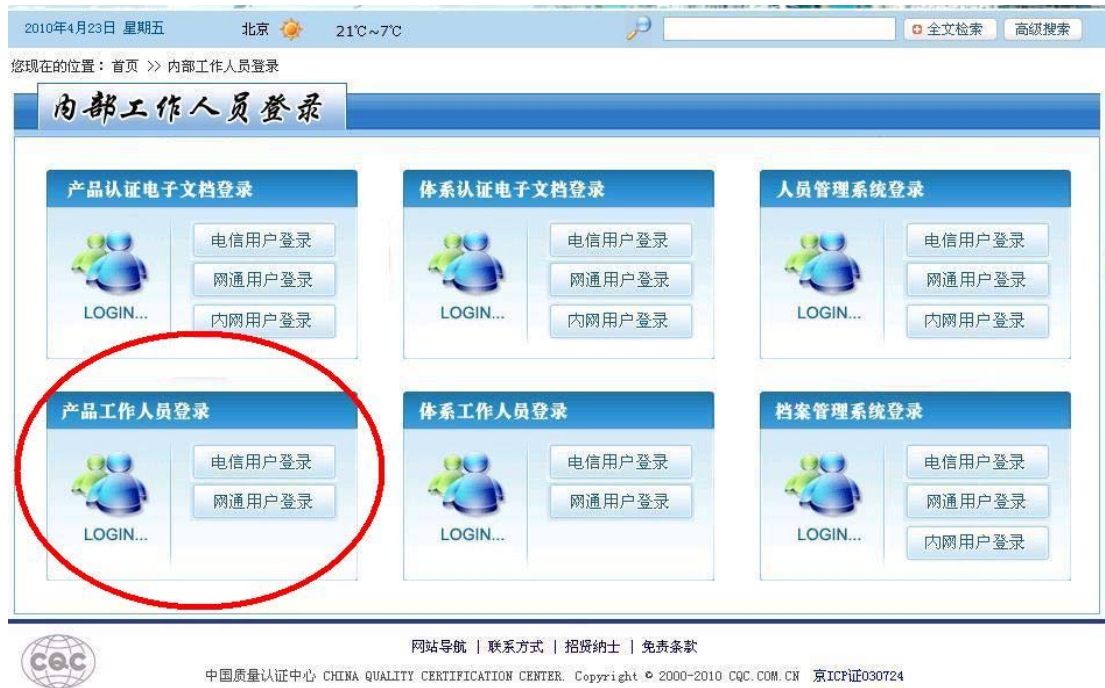 2010年4月23日 星期五 北京 21℃~7℃ 全文检索 高级搜索
您现在的位置：首页 >> 内部工作人员登录
内部工作人员登录
产品认证电子文档登录
电信用户登录
网通用户登录
LOGIN...
内网用户登录
体系认证电子文档登录
电信用户登录
网通用户登录
LOGIN...
内网用户登录
人员管理系统登录
电信用户登录
网通用户登录
LOGIN...
内网用户登录
产品工作人员登录
电信用户登录
网通用户登录
LOGIN...
体系工作人员登录
电信用户登录
网通用户登录
LOGIN...
档案管理系统登录
电信用户登录
网通用户登录
LOGIN...
内网用户登录
CQC
网站导航 | 联系方式 | 招贤纳士 | 免责条款
中国质量认证中心 CHINA QUALITY CERTIFICATION CENTER. Copyright © 2000-2010 CQC.COM.CN 京ICP证030724